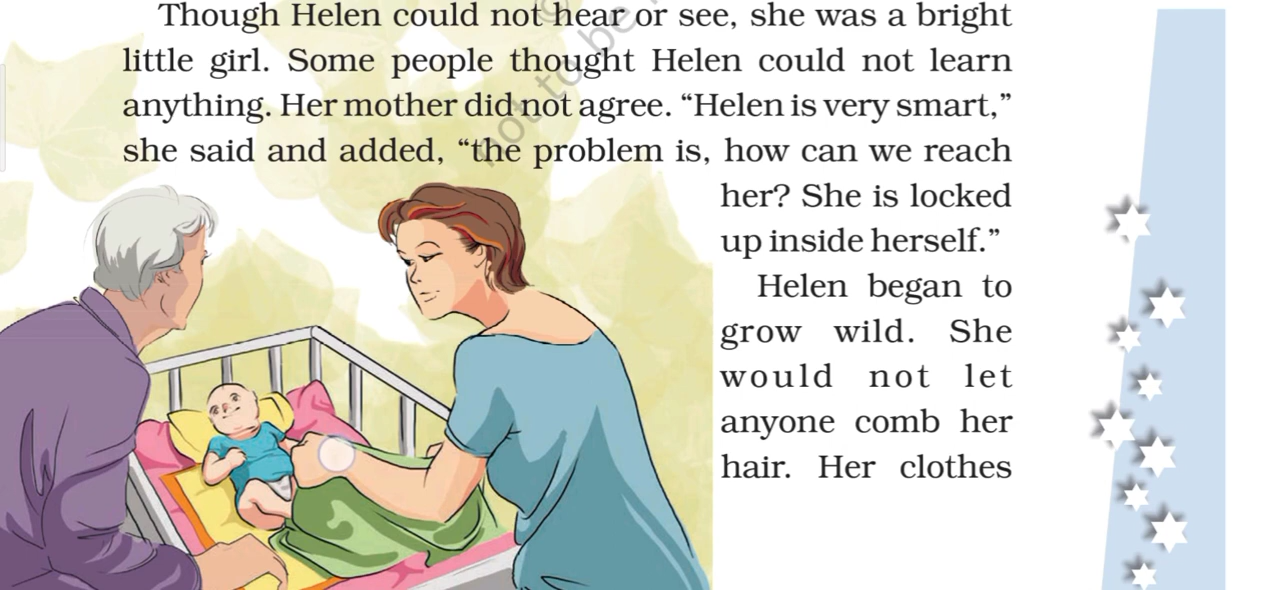 Though Helen could not hear or see, she was a bright
little girl. Some people thought Helen could not learn
anything. Her mother did not agree. “Helen is very smart,”
she said and added, “the problem is, how can we reach
her? She is locked
up inside herself.”
Helen began to
grow wild. She
would not let
anyone comb her
hair. Her clothes
not to be